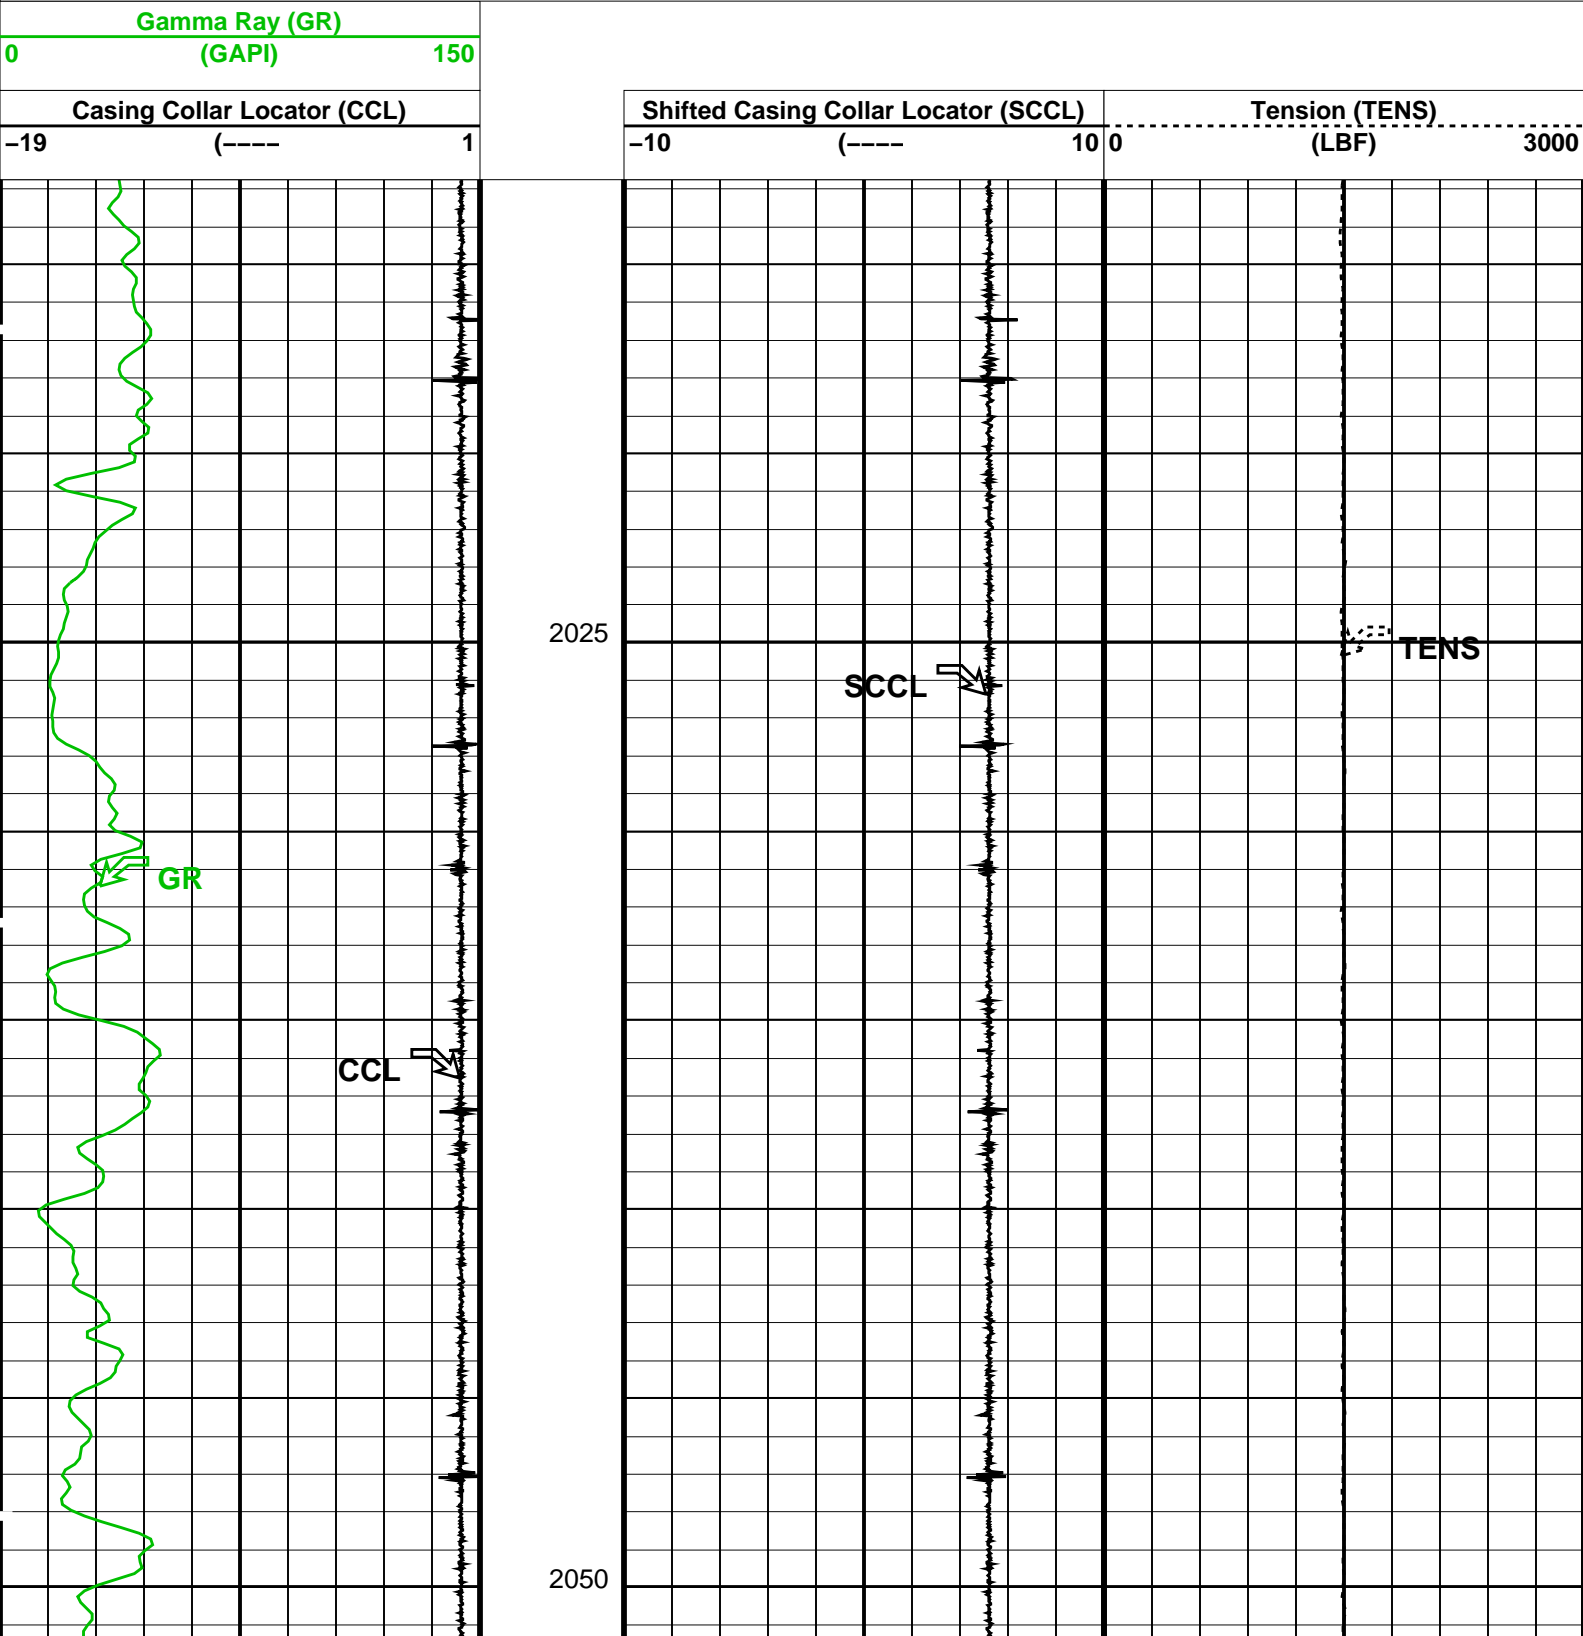 Gamma Ray (GR)
0 (GAPI) 150
Casing Collar Locator (CCL) Shifted Casing Collar Locator (SCCL) Tension (TENS)
−19 (−−−− 1 −10 (−−−− 10 0 (LBF) 3000
2025
TENS
SCCL
GR
CCL
2050